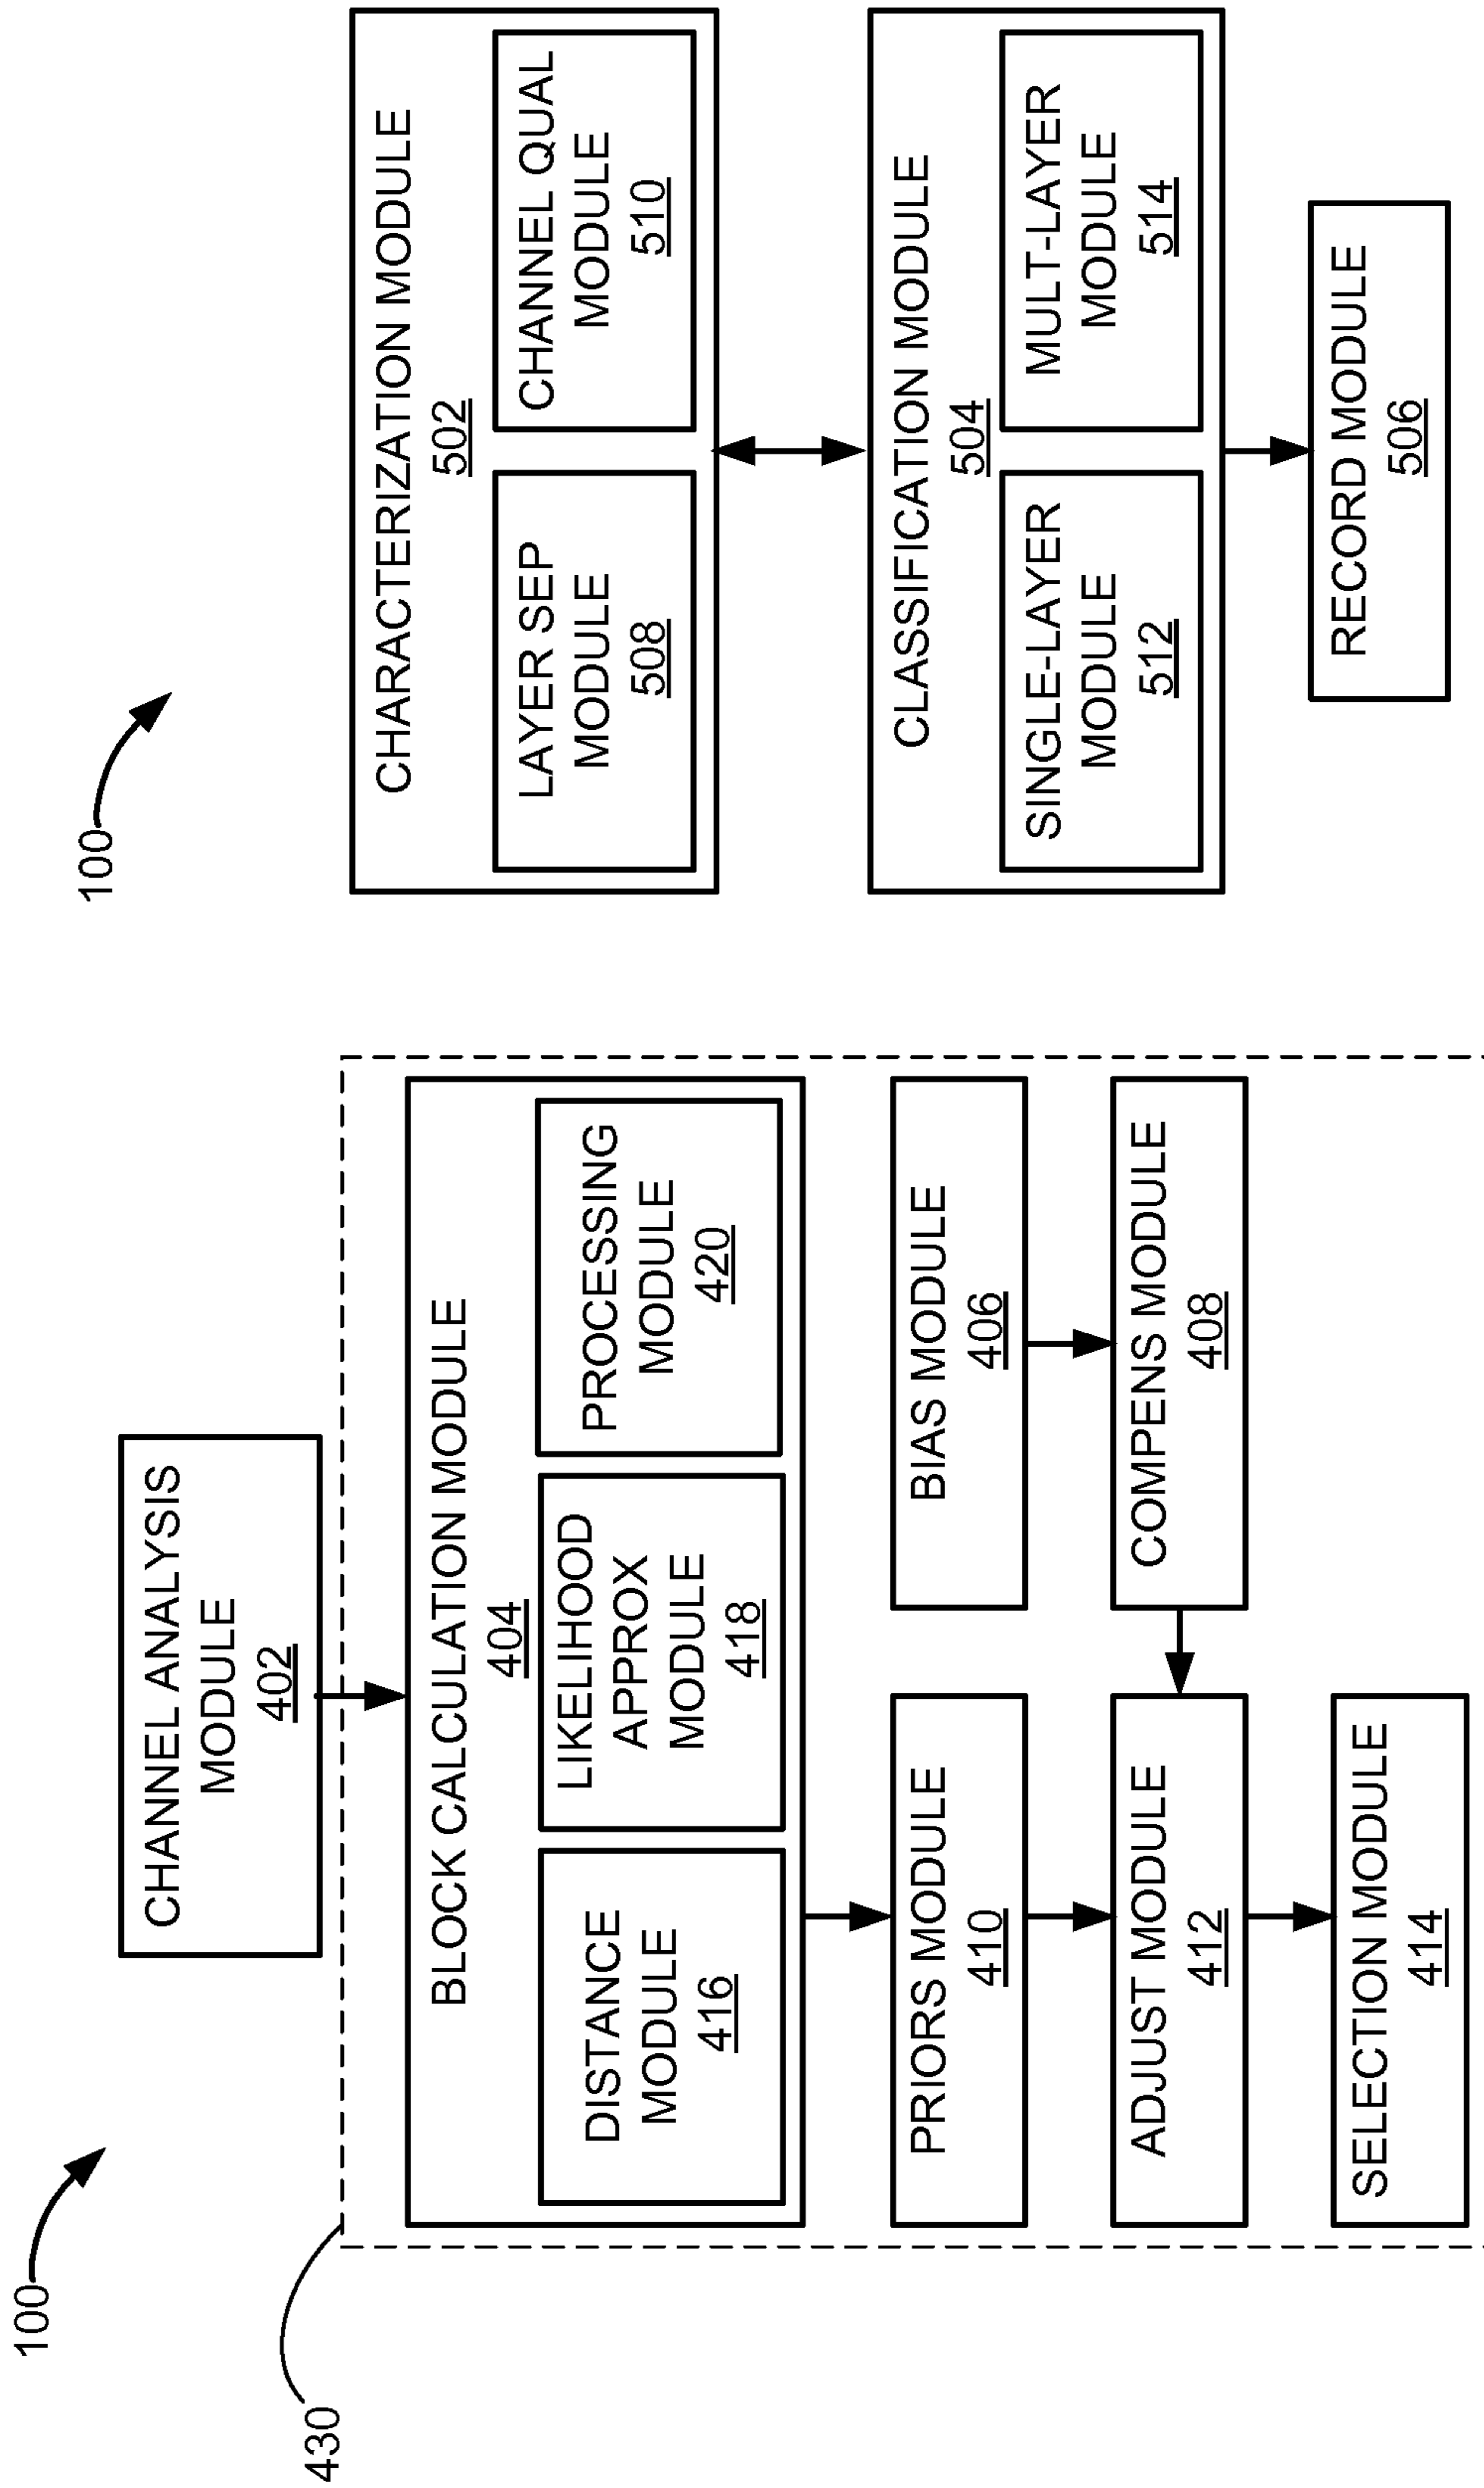 100
430
CHANNEL ANALYSIS
MODULE
402
BLOCK CALCULATION MODULE
404
DISTANCE
MODULE
416
LIKELIHOOD
APPROX
MODULE
418
PROCESSING
MODULE
420
PRIORS MODULE
410
BIAS MODULE
406
ADJUST MODULE
412
COMPENS MODULE
408
SELECTION MODULE
414
100
CHARACTERIZATION MODULE
502
LAYER SEP
MODULE
508
CHANNEL QUAL
MODULE
510
CLASSIFICATION MODULE
504
SINGLE-LAYER
MODULE
512
MULT-LAYER
MODULE
514
RECORD MODULE
506